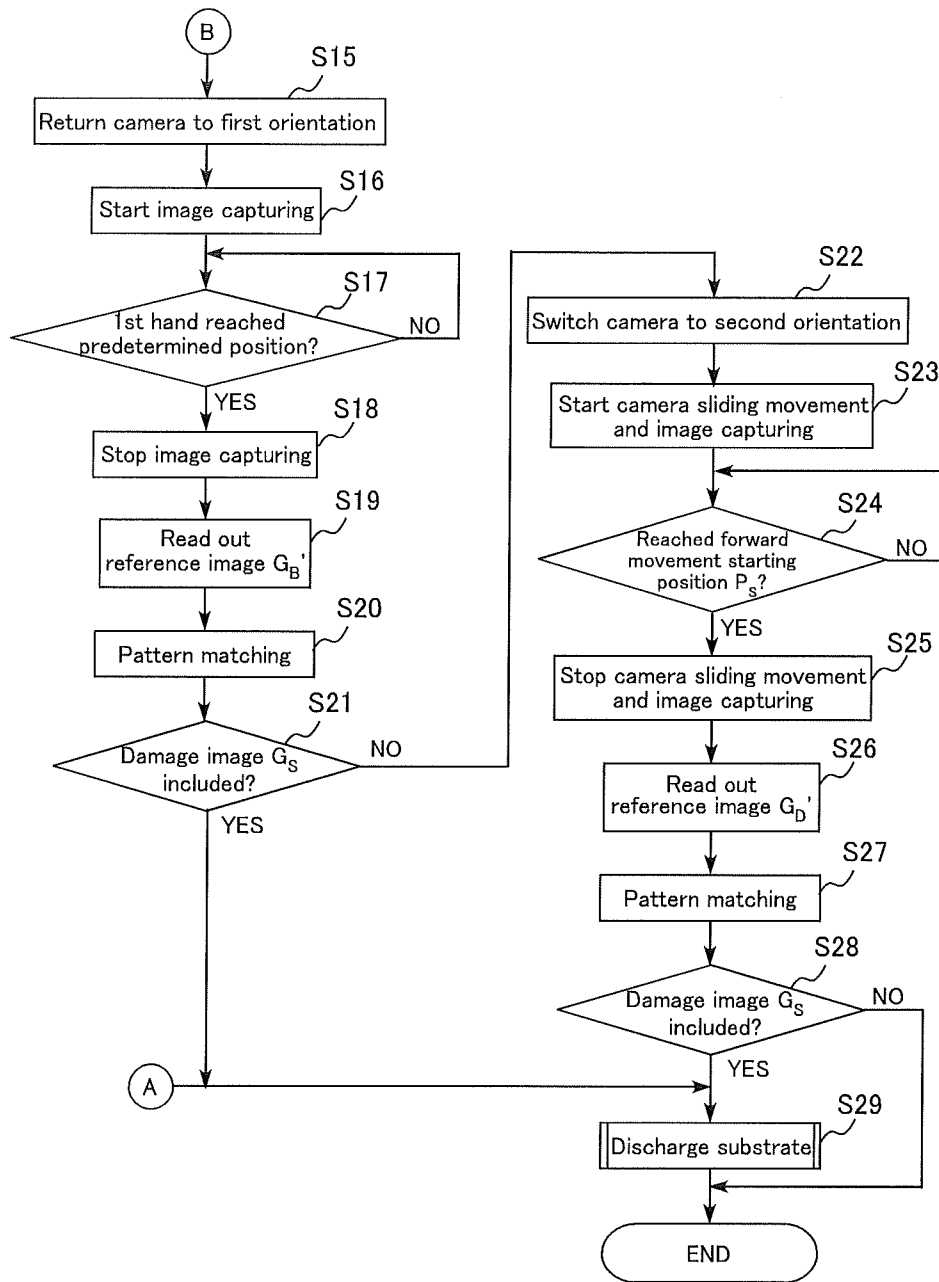 B
S15
Return camera to first orientation
S16
Start image capturing
S17
1st hand reached
predetermined position?
NO
YES
S18
Stop image capturing
S19
Read out
reference image G_B'
S20
Pattern matching
S21
Damage image G_S
included?
NO
YES
A
S22
Switch camera to second orientation
S23
Start camera sliding movement
and image capturing
S24
Reached forward
movement starting
position P_S?
NO
YES
S25
Stop camera sliding movement
and image capturing
S26
Read out
reference image G_D'
S27
Pattern matching
S28
Damage image G_S
included?
NO
YES
S29
Discharge substrate
END